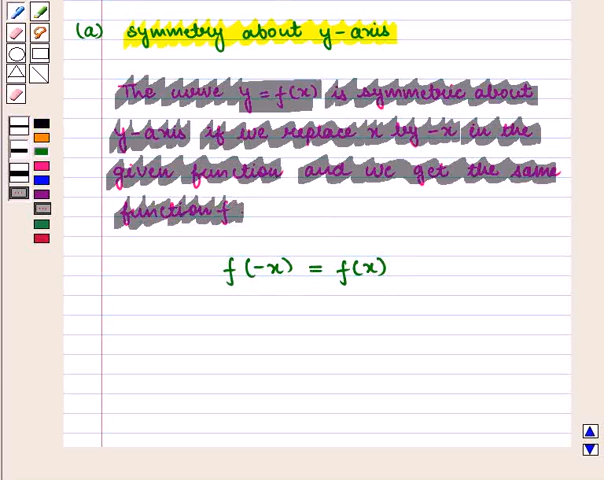 (a) symmetry about y-axis
The curve y = f(x) is symmetric about
y-axis if we replace x by -x in the
given function and we get the same
function f.
f(-x) = f(x)